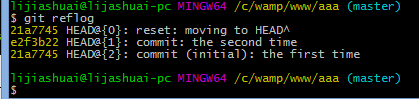 lijiashuai@lijiashuai-pc MINGW64 /c/wamp/www/aaa (master)
$ git reflog
21a7745 HEAD@{0}: reset: moving to HEAD^
e2f3b22 HEAD@{1}: commit: the second time
21a7745 HEAD@{2}: commit (initial): the first time
lijiashuai@lijiashuai-pc MINGW64 /c/wamp/www/aaa (master)
$